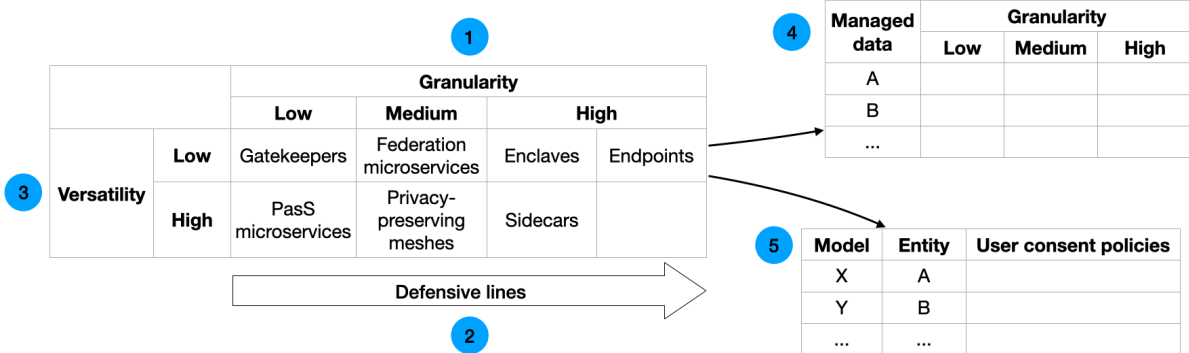 1
Granularity
Low Medium High
3
Versatility
Low
Gatekeepers
Federation
microservices
Enclaves
Endpoints
High
PasS
microservices
Privacy-
preserving
meshes
Sidecars
Defensive lines
2
4
Managed
data
Granularity
Low Medium High
A
B
...
5
Model Entity User consent policies
X A
Y B
... ...